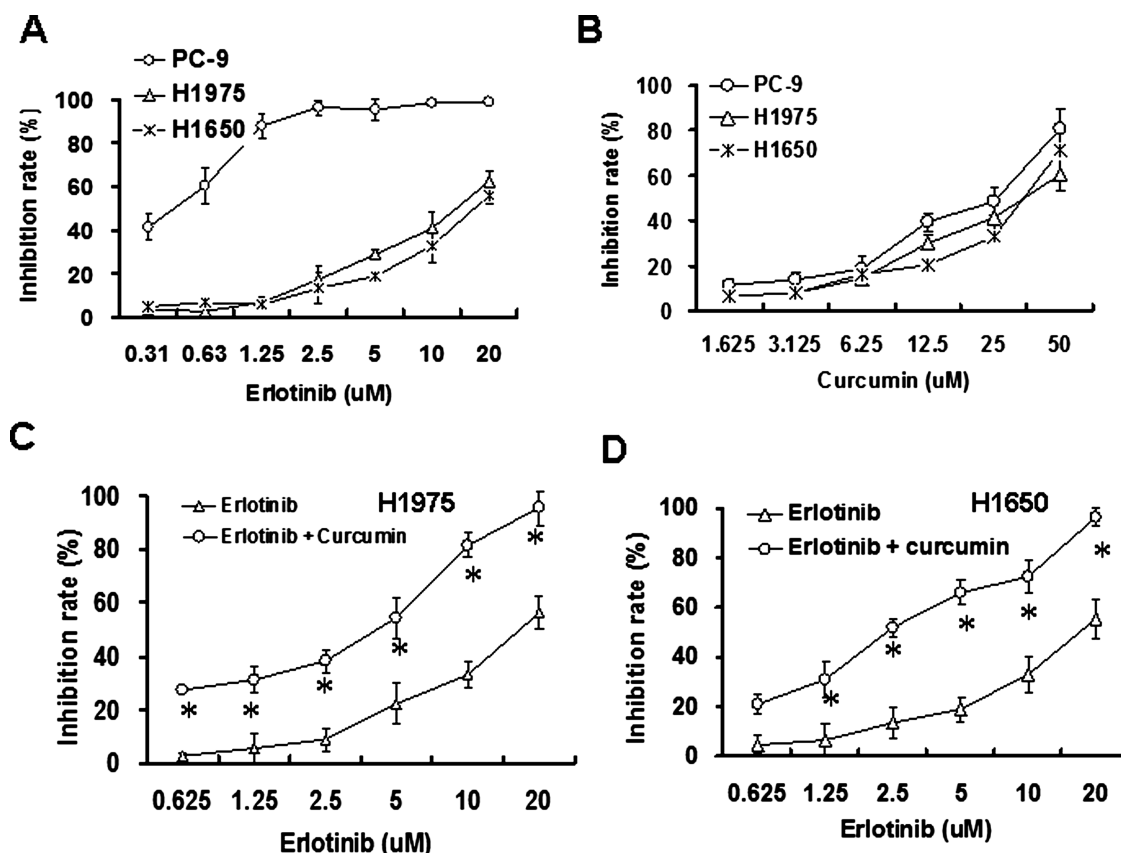 A
PC-9
H1975
H1650
Inhibition rate (%)
100
80
60
40
20
0
0.31 0.63 1.25 2.5 5 10 20
Erlotinib (uM)
B
PC-9
H1975
H1650
Inhibition rate (%)
100
80
60
40
20
0
1.625 3.125 6.25 12.5 25 50
Curcumin (uM)
C
Erlotinib
H1975
Erlotinib + Curcumin
Inhibition rate (%)
100
80
60
40
20
0
* * * * * *
0.625 1.25 2.5 5 10 20
Erlotinib (uM)
D
Erlotinib
H1650
Erlotinib + curcumin
Inhibition rate (%)
100
80
60
40
20
0
* * * * *
0.625 1.25 2.5 5 10 20
Erlotinib (uM)